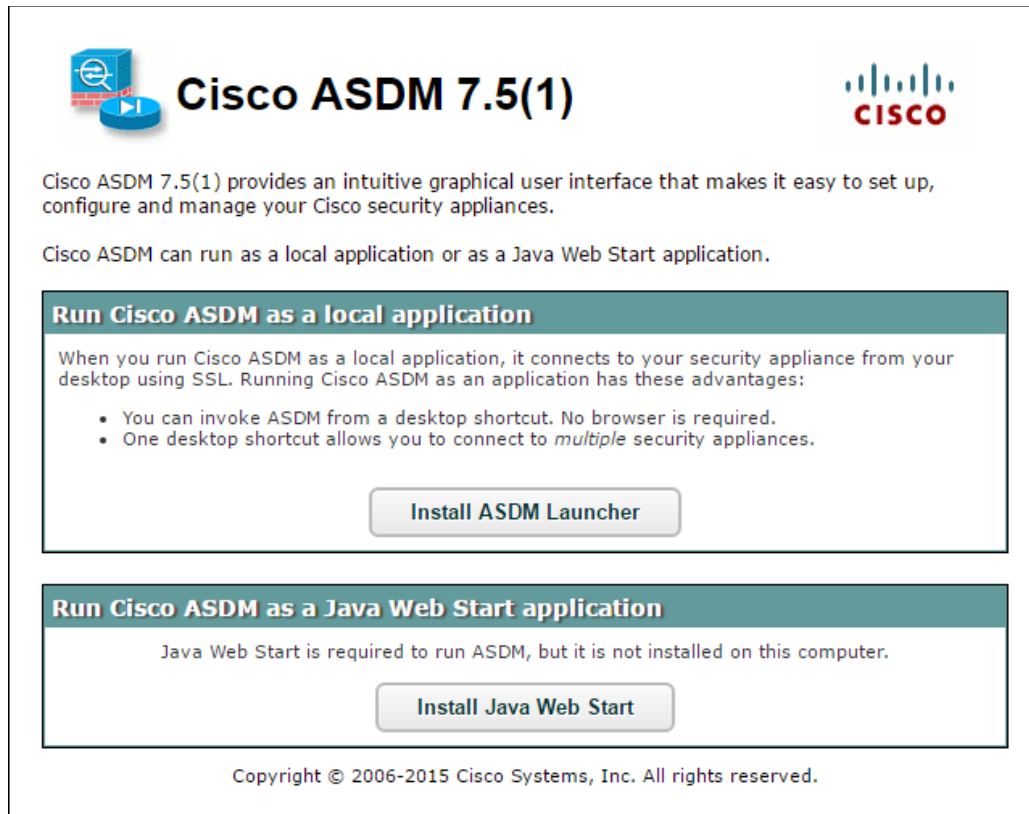 Cisco ASDM 7.5(1)
CISCO
Cisco ASDM 7.5(1) provides an intuitive graphical user interface that makes it easy to set up,
configure and manage your Cisco security appliances.
Cisco ASDM can run as a local application or as a Java Web Start application.
Run Cisco ASDM as a local application
When you run Cisco ASDM as a local application, it connects to your security appliance from your
desktop using SSL. Running Cisco ASDM as an application has these advantages:
• You can invoke ASDM from a desktop shortcut. No browser is required.
• One desktop shortcut allows you to connect to multiple security appliances.
Install ASDM Launcher
Run Cisco ASDM as a Java Web Start application
Java Web Start is required to run ASDM, but it is not installed on this computer.
Install Java Web Start
Copyright © 2006-2015 Cisco Systems, Inc. All rights reserved.